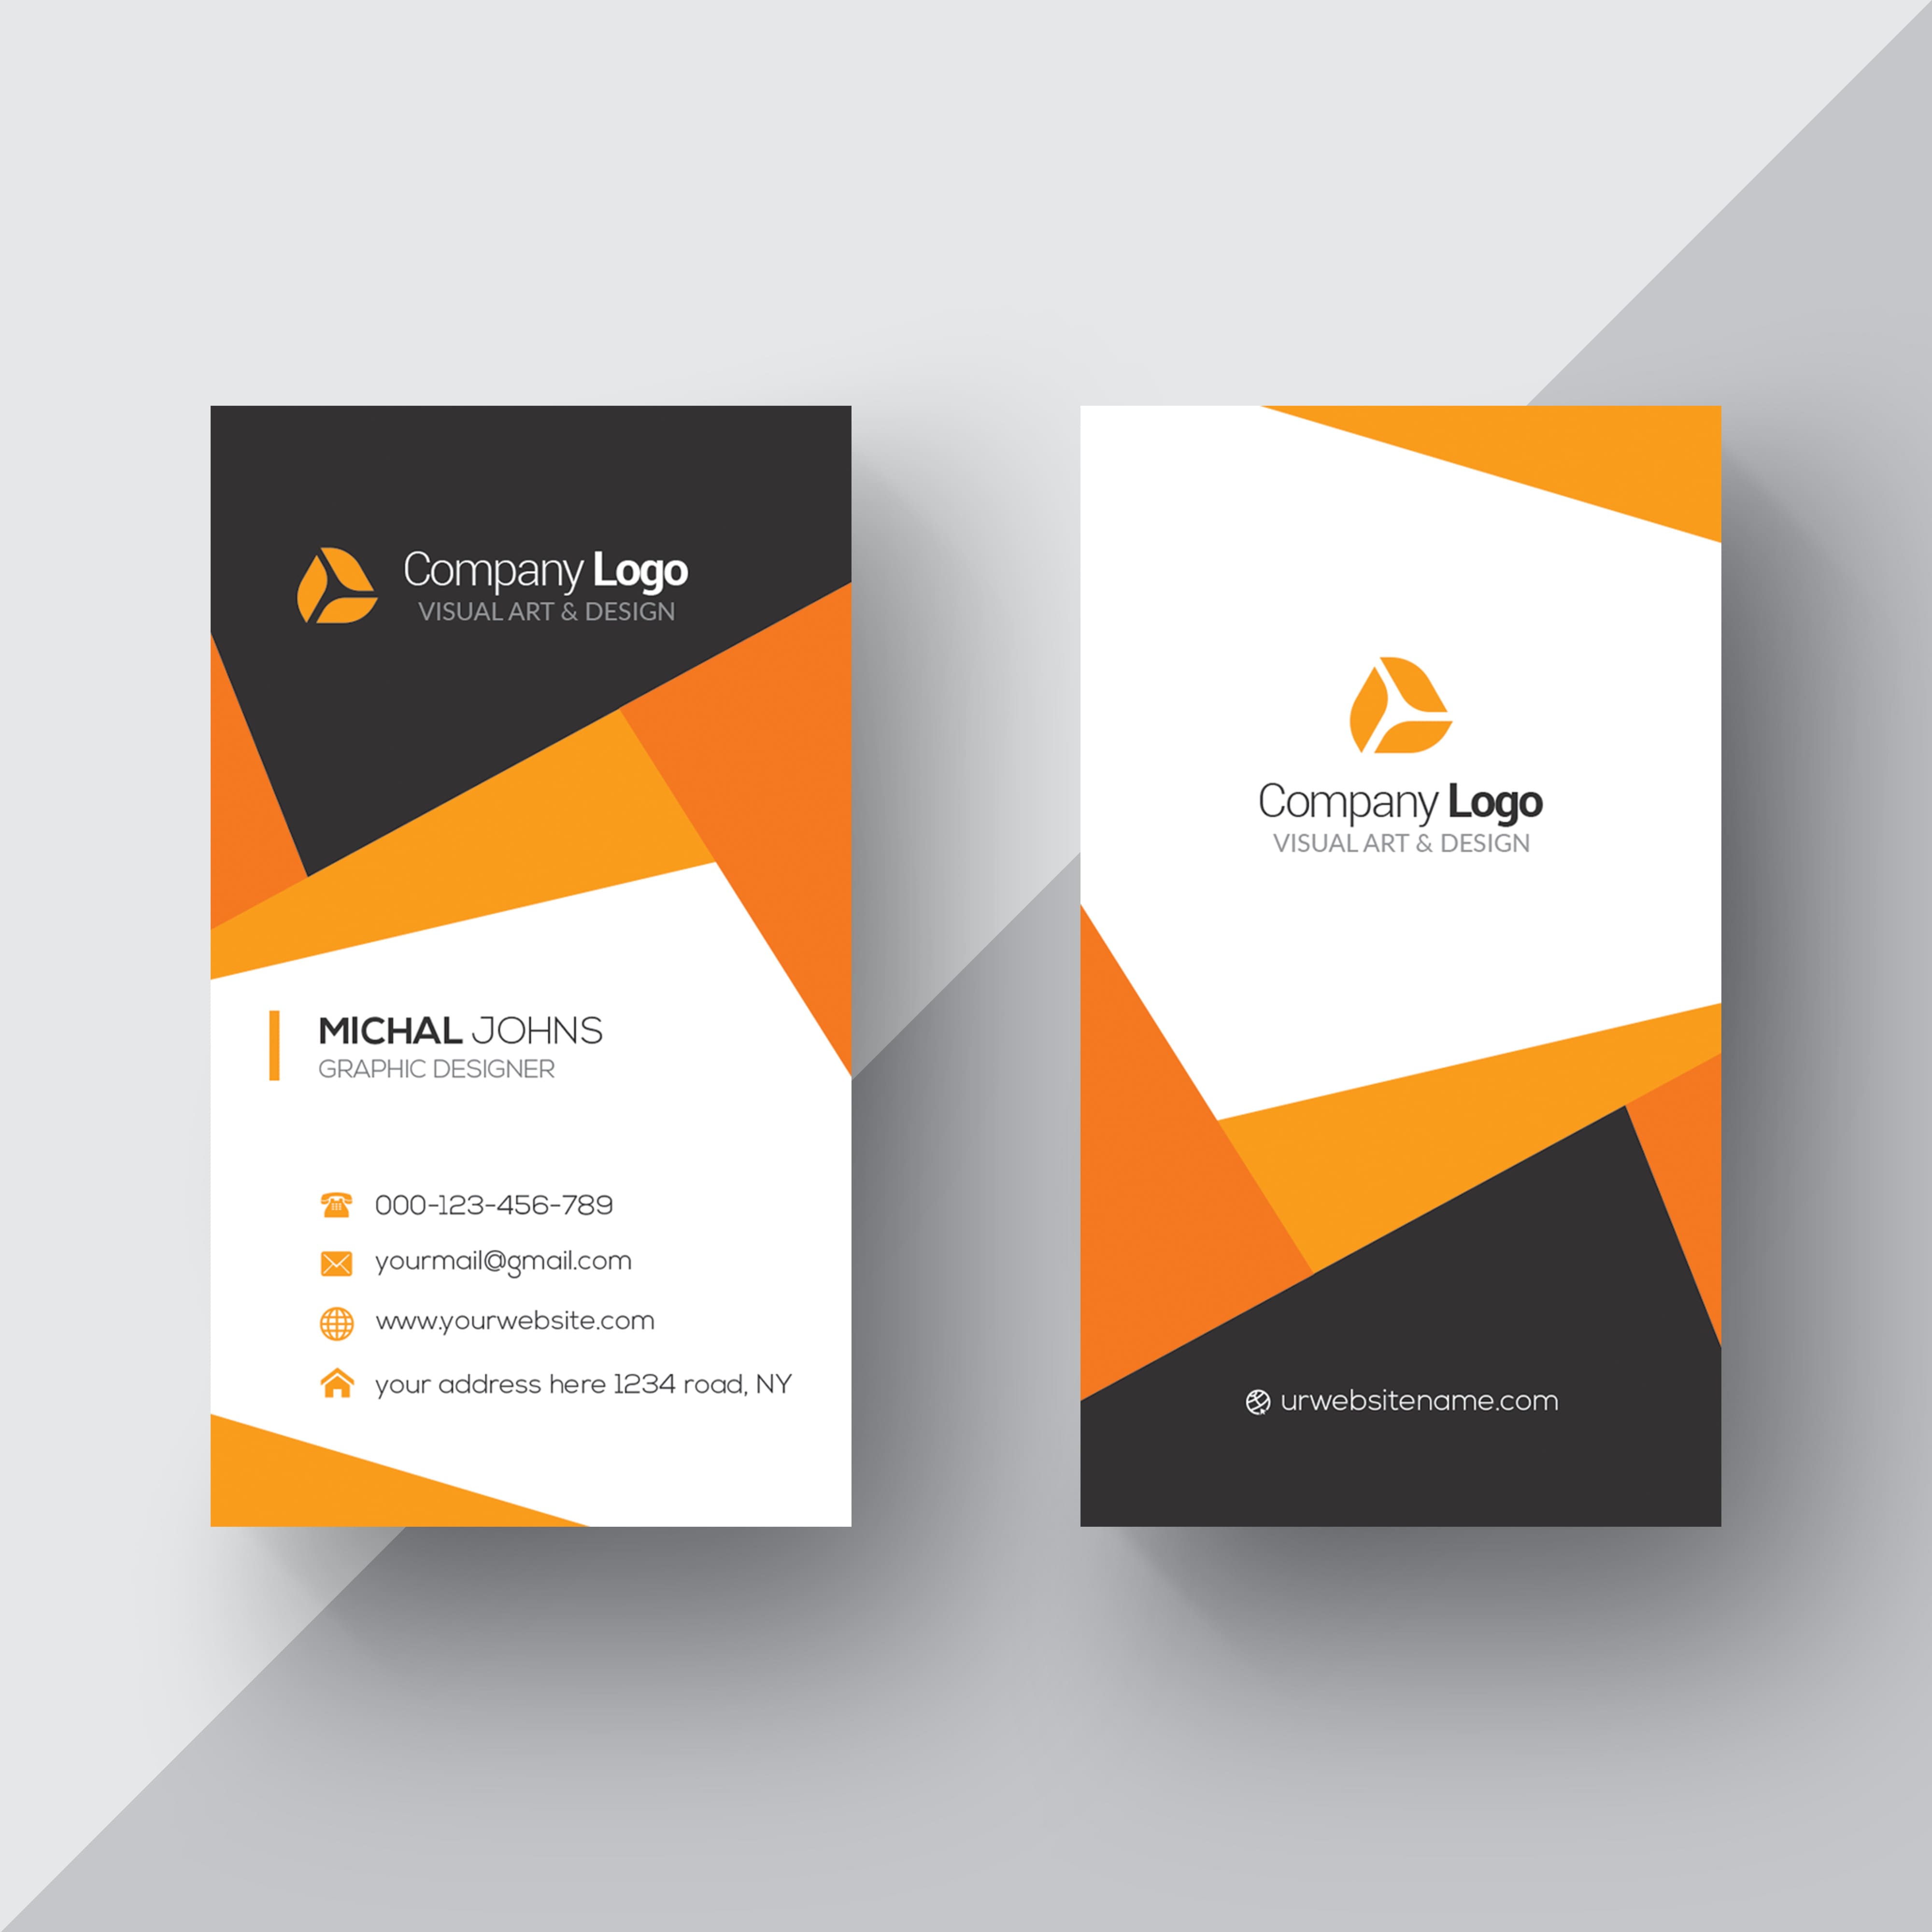 Company Logo
VISUAL ART & DESIGN
MICHAL JOHNS
GRAPHIC DESIGNER
000-123-456-789
yourmail@gmail.com
www.yourwebsite.com
your address here 1234 road, NY
Company Logo
VISUAL ART & DESIGN
urwebsitename.com